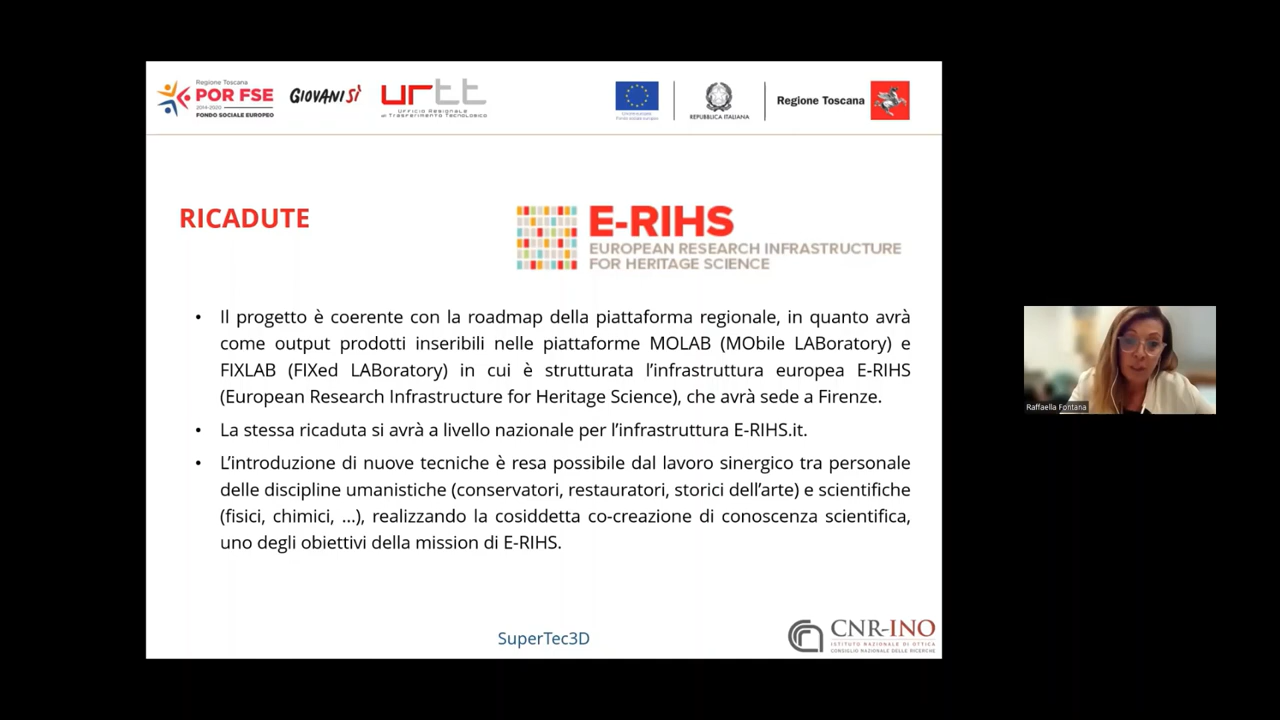 Regione Toscana
POR FSE
2014-2020
FONDO SOCIALE EUROPEO
GIOVANISÌ
urtt
Ufficio Regionale
di Trasferimento Tecnologico
Unione europea
Fondo sociale europeo
REPUBBLICA ITALIANA
Regione Toscana
RICADUTE
E-RIHS
EUROPEAN RESEARCH INFRASTRUCTURE
FOR HERITAGE SCIENCE
• Il progetto è coerente con la roadmap della piattaforma regionale, in quanto avrà
come output prodotti inseribili nelle piattaforme MOLAB (MObile LABoratory) e
FIXLAB (FIXed LABoratory) in cui è strutturata l’infrastruttura europea E-RIHS
(European Research Infrastructure for Heritage Science), che avrà sede a Firenze.
• La stessa ricaduta si avrà a livello nazionale per l’infrastruttura E-RIHS.it.
• L’introduzione di nuove tecniche è resa possibile dal lavoro sinergico tra personale
delle discipline umanistiche (conservatori, restauratori, storici dell’arte) e scientifiche
(fisici, chimici, ...), realizzando la cosiddetta co-creazione di conoscenza scientifica,
uno degli obiettivi della mission di E-RIHS.
SuperTec3D
CNR-INO
ISTITUTO NAZIONALE DI OTTICA
CONSIGLIO NAZIONALE DELLE RICERCHE
Raffaella Fontana